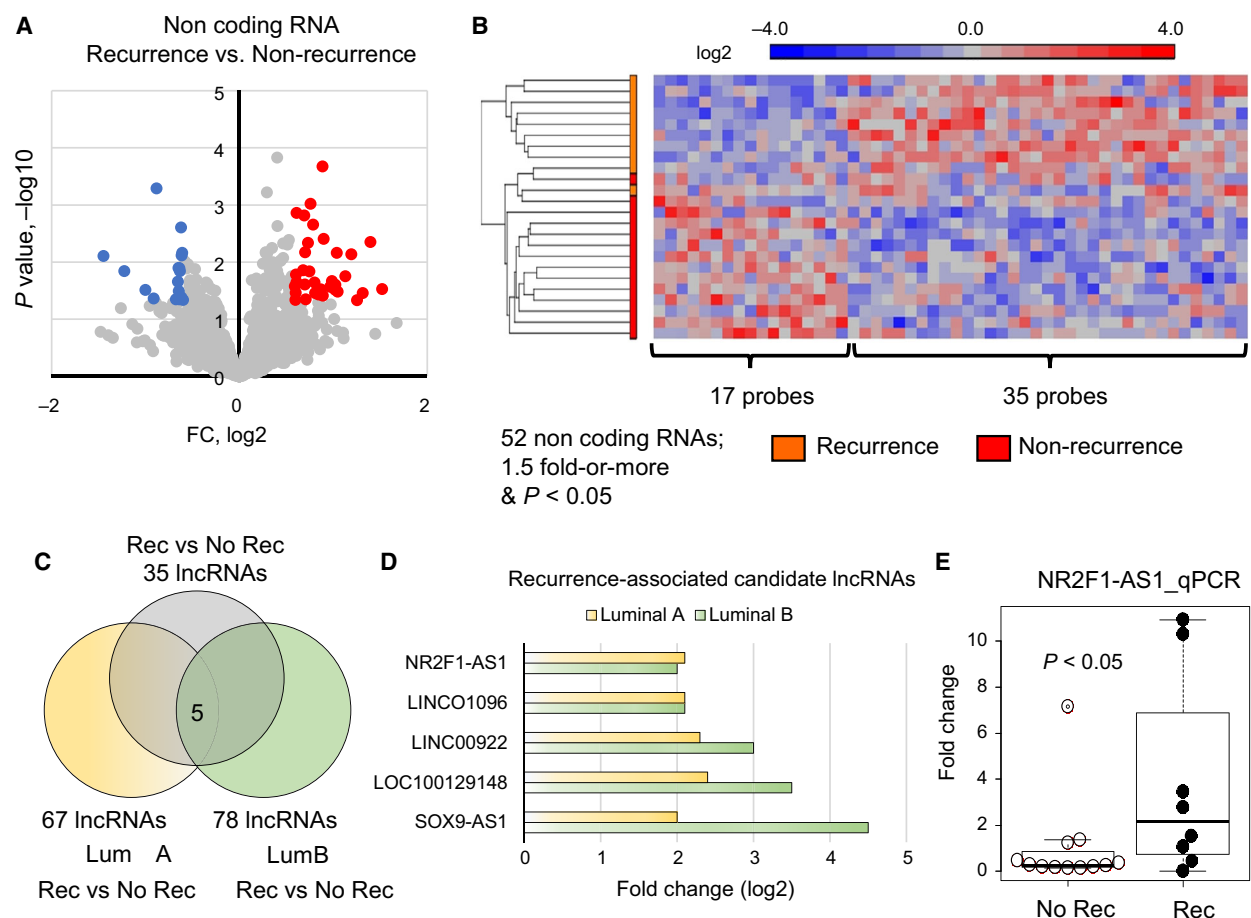 A
Non coding RNA
Recurrence vs. Non-recurrence
P value, –log10
5
4
3
2
1
0
–2
0
2
FC, log2
B
–4.0
0.0
4.0
log2
17 probes
35 probes
52 non coding RNAs;
1.5 fold-or-more
& P < 0.05
Recurrence
Non-recurrence
C
Rec vs No Rec
35 lncRNAs
5
67 lncRNAs
78 lncRNAs
Lum A
LumB
Rec vs No Rec
Rec vs No Rec
D
Recurrence-associated candidate lncRNAs
Luminal A
Luminal B
NR2F1-AS1
LINCO1096
LINC00922
LOC100129148
SOX9-AS1
0
1
2
3
4
5
Fold change (log2)
E
NR2F1-AS1_qPCR
P < 0.05
Fold change
10
8
6
4
2
0
No Rec
Rec